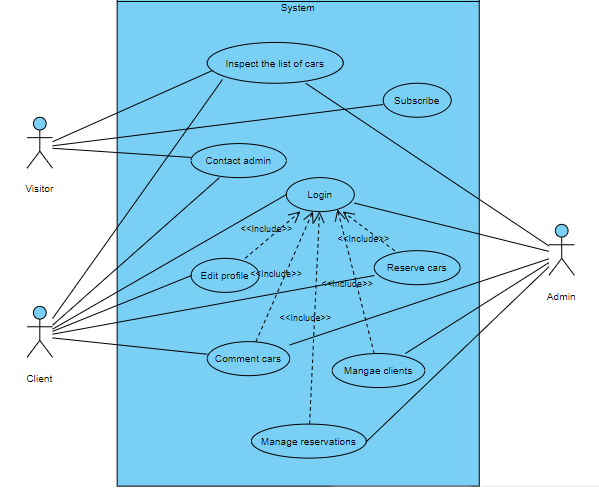 System
Inspect the list of cars
Subscribe
Visitor
Contact admin
Login
<<Include>>
<<Include>>
Edit profile
<<Include>>
Reserve cars
<<Include>>
Admin
<<Include>>
Client
Comment cars
Mangae clients
Manage reservations